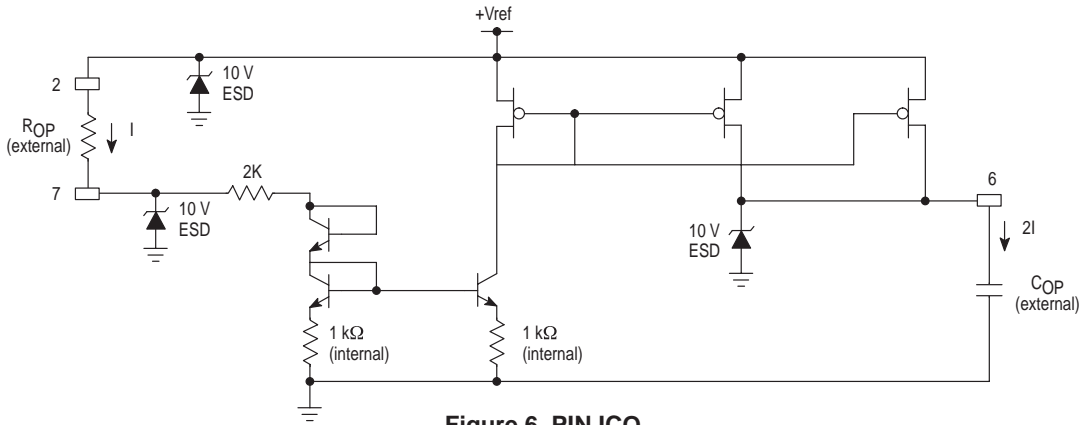 +Vref
2
10 V
ESD
ROP
(external)
I
7
2K
10 V
ESD
6
10 V
ESD
2I
COP
(external)
1 kΩ
(internal)
1 kΩ
(internal)
Figure 6. PIN ICO